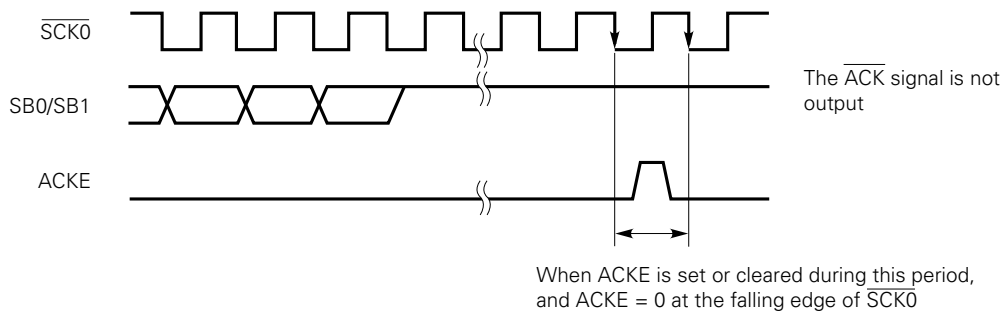 SCK0
SB0/SB1
The ACK signal is not
output
ACKE
When ACKE is set or cleared during this period,
and ACKE = 0 at the falling edge of SCK0